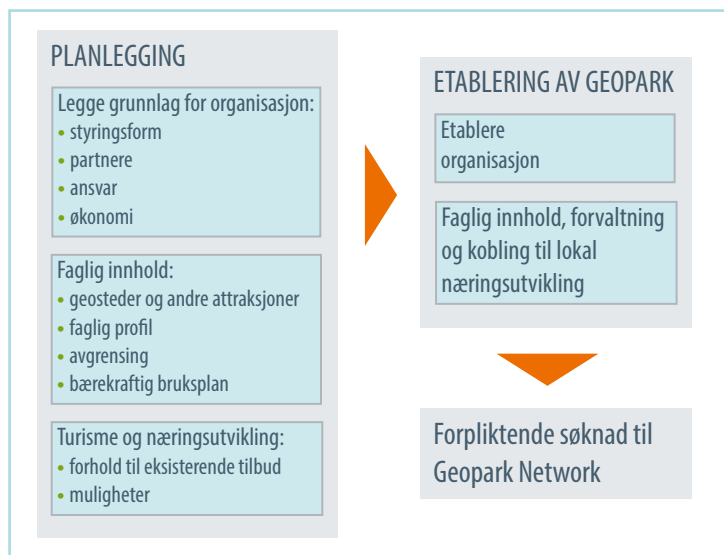 PLANLEGGING
Legge grunnlag for organisasjon:
• styringsform
• partnere
• ansvar
• økonomi
Faglig innhold:
• geosteder og andre attraksjoner
• faglig profil
• avgrensing
• bærekraftig bruksplan
Turisme og næringsutvikling:
• forhold til eksisterende tilbud
• muligheter
ETABLERING AV GEOPARK
Etablere
organisasjon
Faglig innhold, forvaltning
og kobling til lokal
næringsutvikling
Forpliktende søknad til
Geopark Network